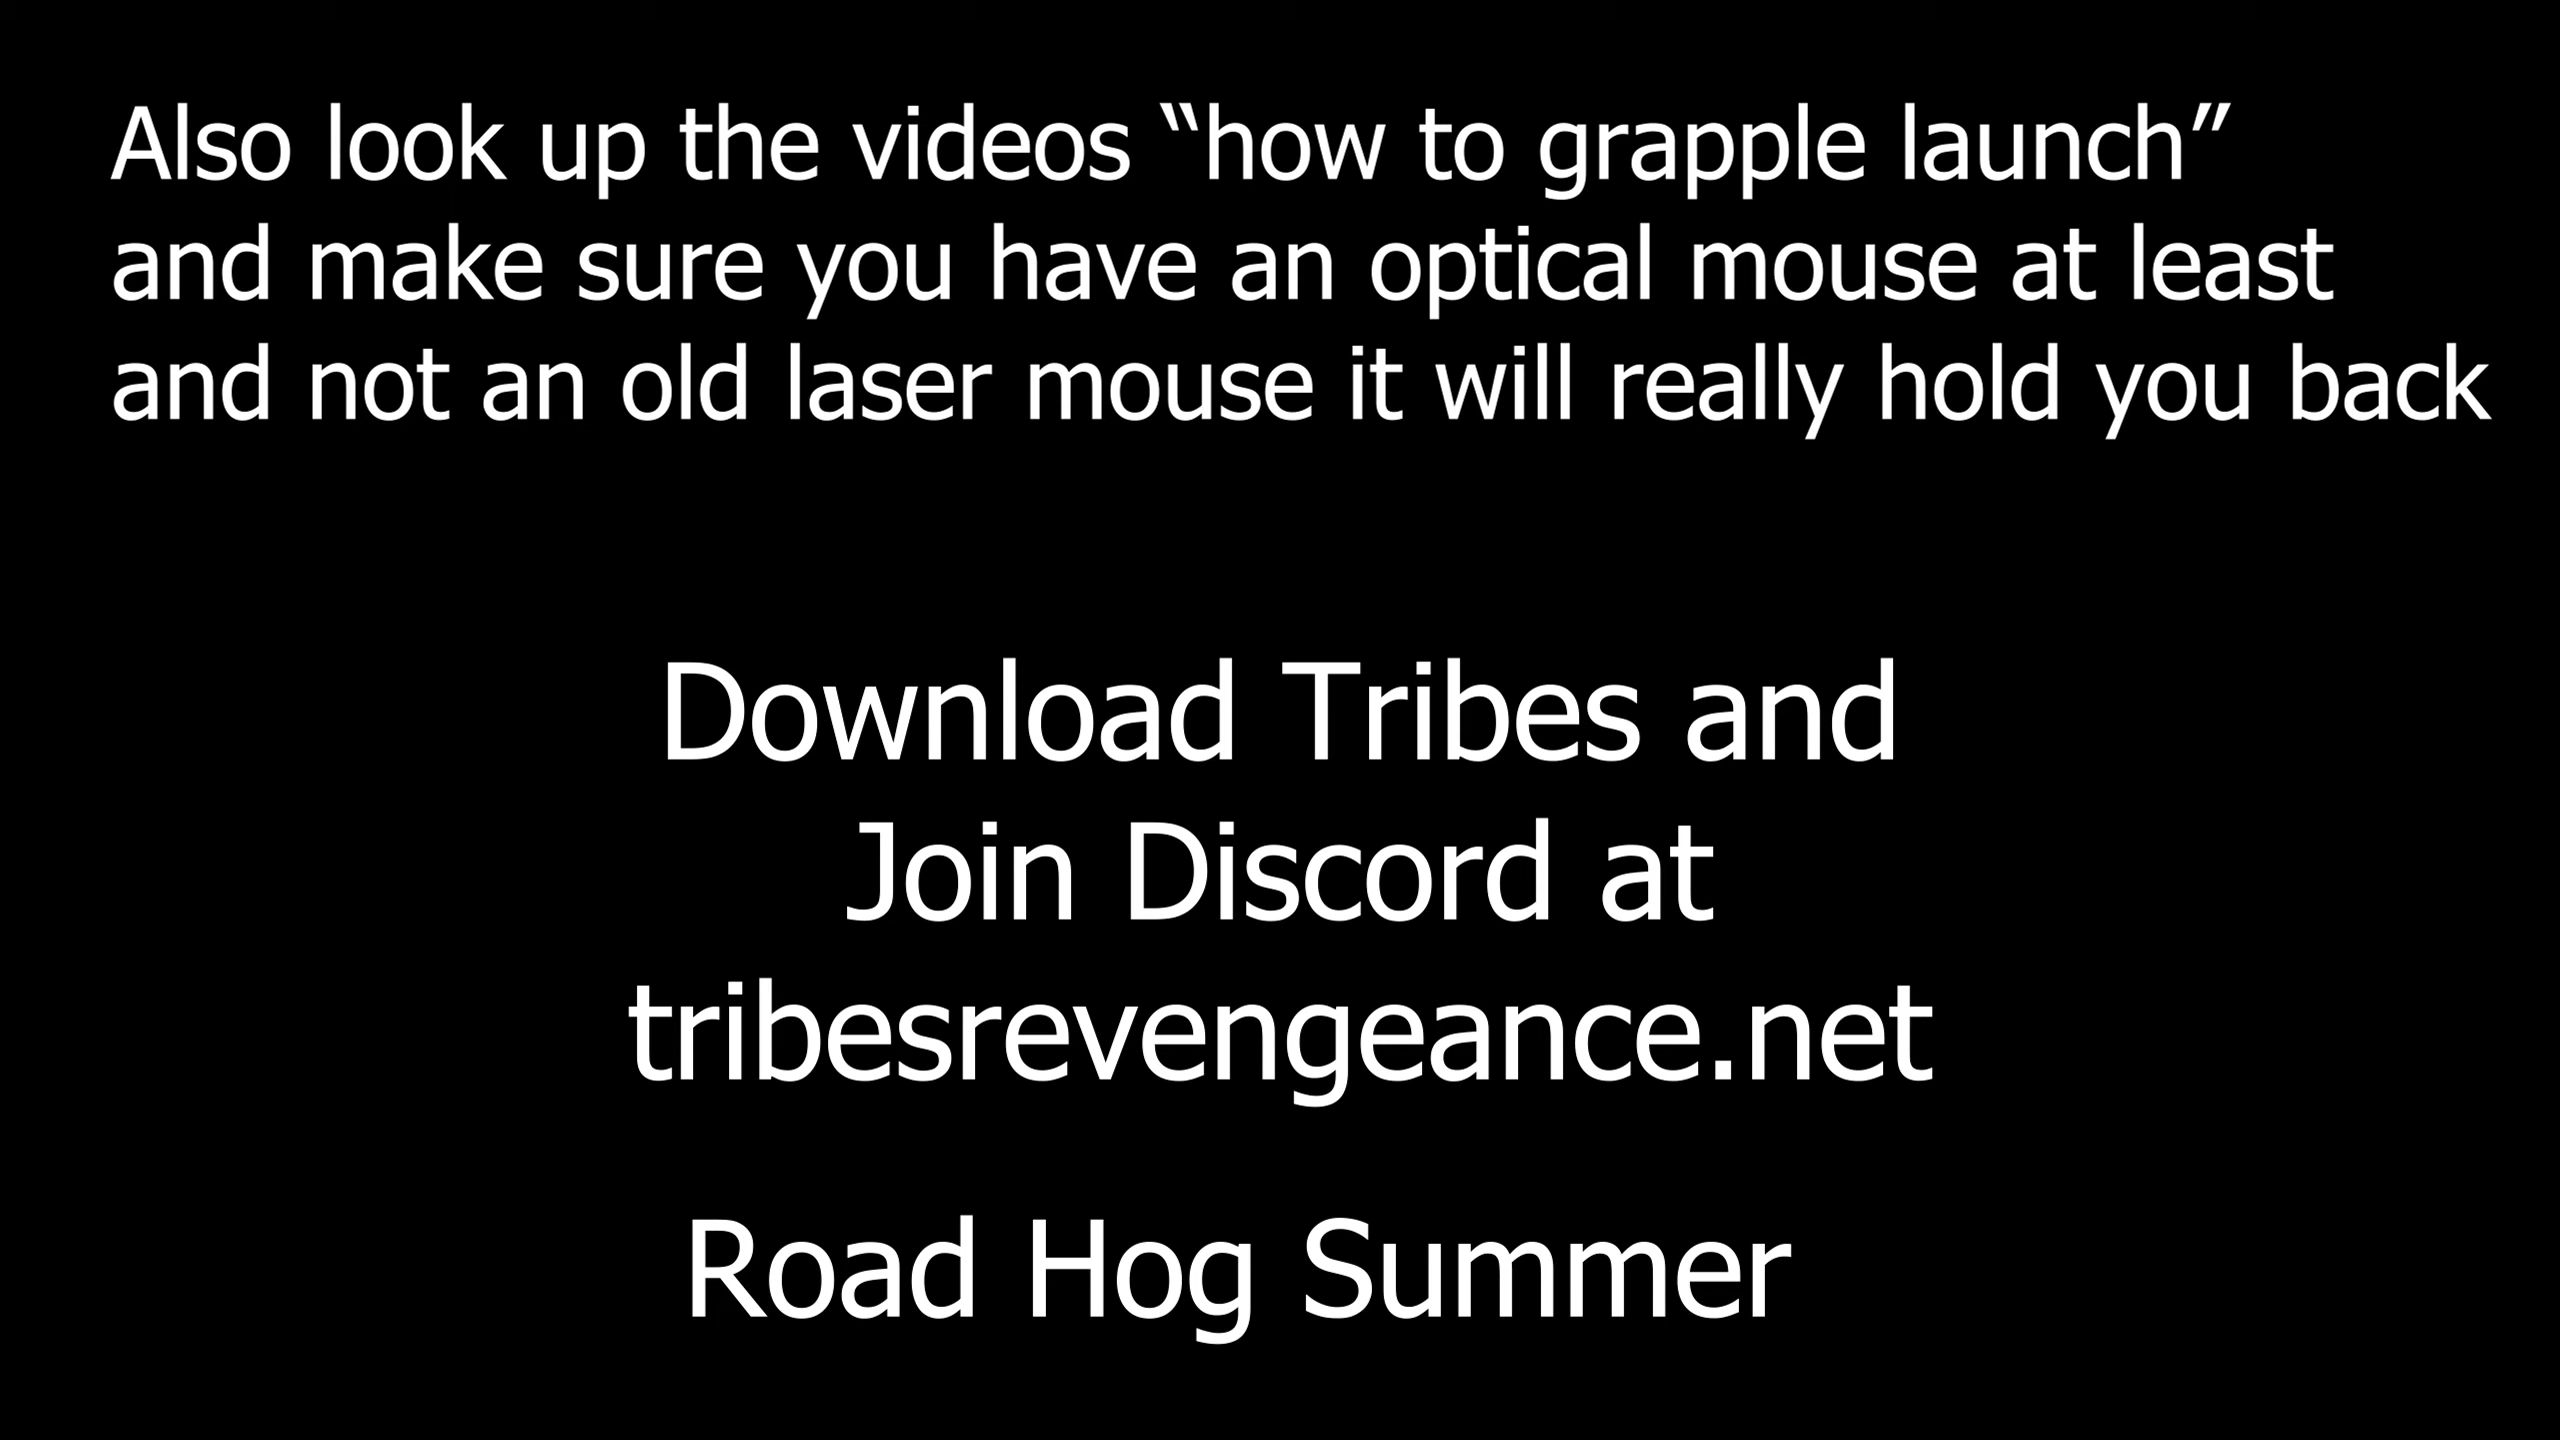 Also look up the videos “how to grapple launch”
and make sure you have an optical mouse at least
and not an old laser mouse it will really hold you back
Download Tribes and
Join Discord at
tribesrevengeance.net
Road Hog Summer